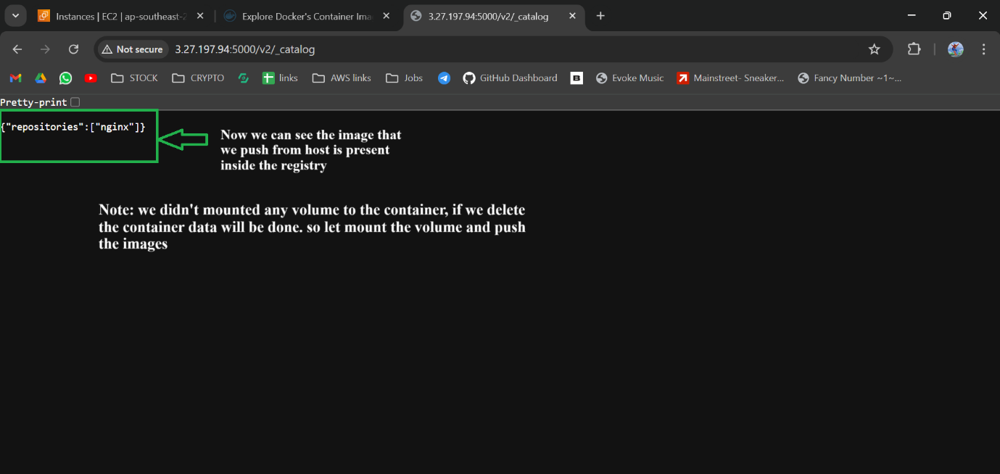 Instances | EC2 | ap-southeast-2
Explore Docker's Container Ima
3.27.197.94:5000/v2/_catalog
Not secure
3.27.197.94:5000/v2/_catalog
STOCK
CRYPTO
links
AWS links
Jobs
GitHub Dashboard
B
Evoke Music
Mainstreet- Sneaker...
Fancy Number ~1~...
Pretty-print
{"repositories":["nginx"]}
Now we can see the image that
we push from host is present
inside the registry
Note: we didn't mounted any volume to the container, if we delete
the container data will be done. so let mount the volume and push
the images